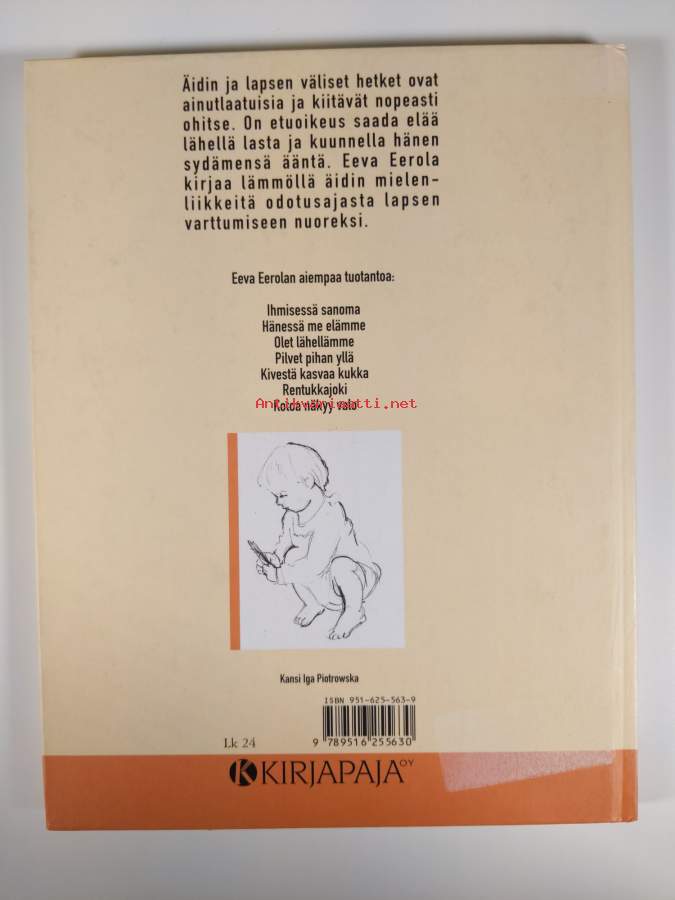 Äidin ja lapsen väliset hetket ovat
ainutlaatuisia ja kiitävät nopeasti
ohitse. On etuoikeus saada elää
lähellä lasta ja kuunnella hänen
sydämensä ääntä. Eeva Eerola
kirjaa lämmöllä äidin mielen-
liikkeitä odotusajasta lapsen
varttumiseen nuoreksi.
Eeva Eerolan aiempaa tuotantoa:
Ihmisessä sanoma
Hänessä me elämme
Olet lähellämme
Pilvet pihan yllä
Kivestä kasvaa kukka
Rentukkajoki
Antikvariaatti.net
näkyy valo
Kansi Iga Piotrowska
ISBN 951-625-563-9
Lk 24
9 789516 255630
KIRJAPAJA OY